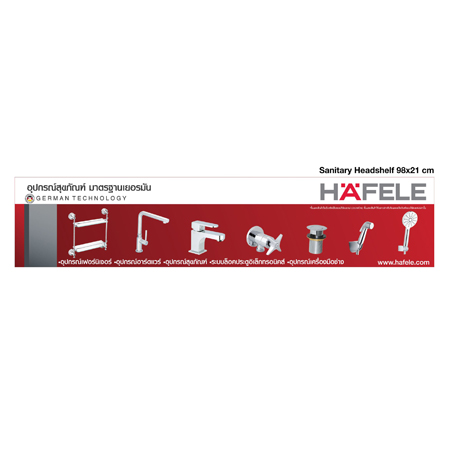 Sanitary Headshelf 98x21 cm
อุปกรณ์สุขภัณฑ์ มาตรฐานเยอรมัน
GERMAN TECHNOLOGY
HÄFELE
•อุปกรณ์เฟอร์นิเจอร์ •อุปกรณ์ฮาร์ดแวร์ •อุปกรณ์สุขภัณฑ์ •ระบบล็อคประตูอิเล็กทรอนิคส์ •อุปกรณ์เครื่องมือช่าง
www.hafele.com